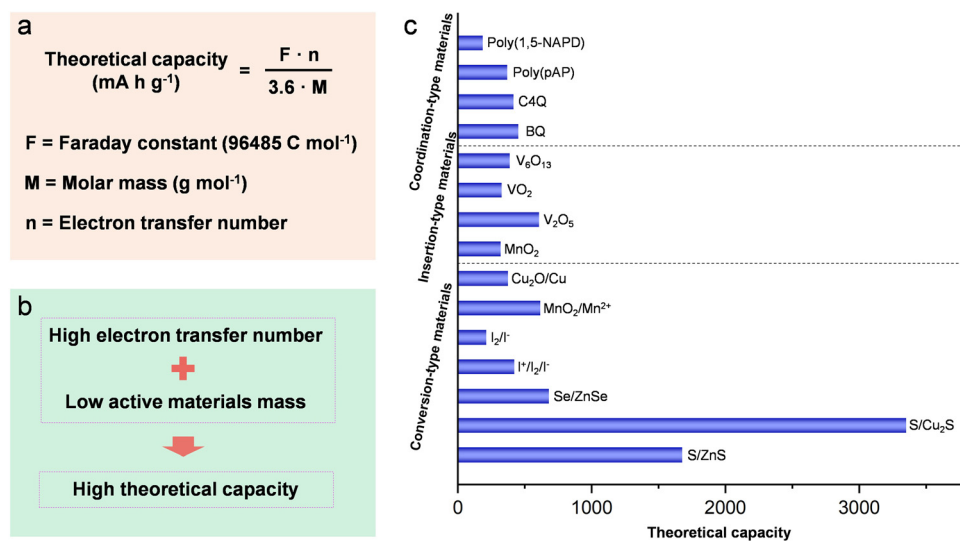 a
Theoretical capacity
(mA h g⁻¹)
=
F · n
3.6 · M
F = Faraday constant (96485 C mol⁻¹)
M = Molar mass (g mol⁻¹)
n = Electron transfer number
b
High electron transfer number
Low active materials mass
High theoretical capacity
c
Coordination-type materials
Poly(1,5-NAPD)
Poly(pAP)
C4Q
BQ
Insertion-type materials
V₆O₁₃
VO₂
V₂O₅
MnO₂
Conversion-type materials
Cu₂O/Cu
MnO₂/Mn²⁺
I₂/I⁻
I⁺/I₂/I⁻
Se/ZnSe
S/Cu₂S
S/ZnS
0 1000 2000 3000
Theoretical capacity